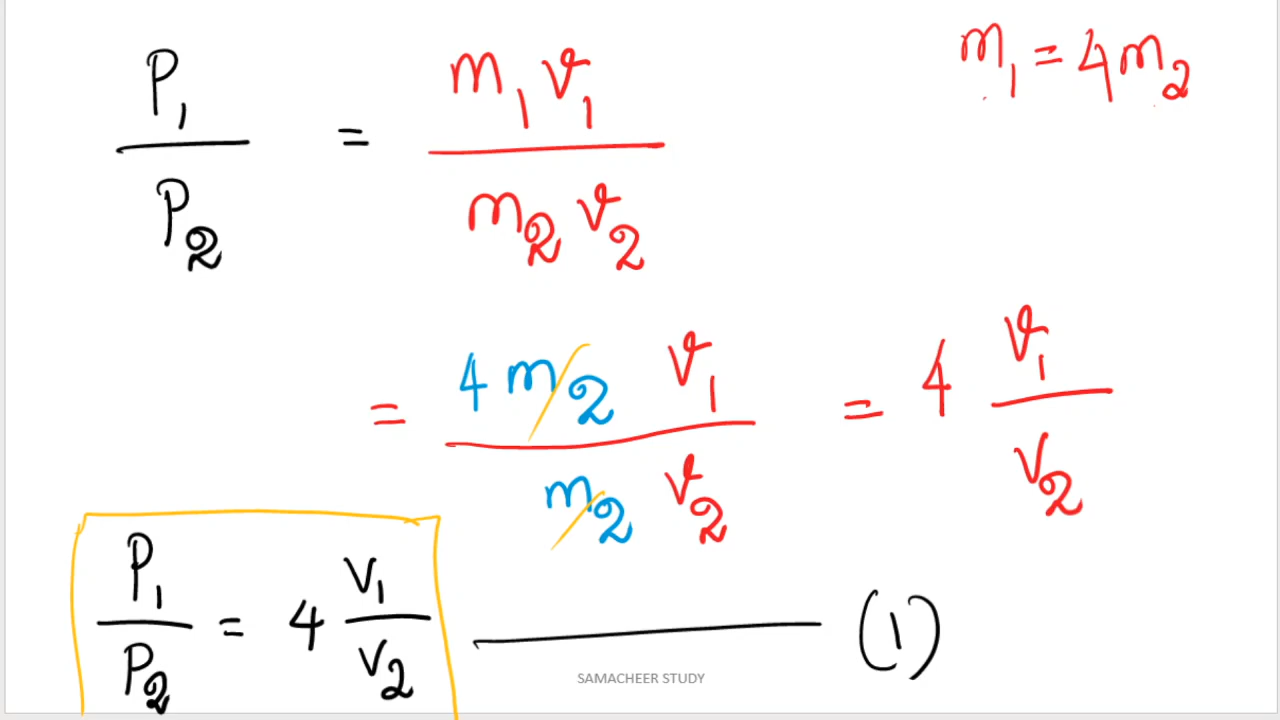 P₁/P₂ = m₁v₁/m₂v₂
m₁ = 4m₂
= 4m₂ v₁/m₂ v₂ = 4 v₁/v₂
P₁/P₂ = 4 v₁/v₂ ——— (1)
SAMACHEER STUDY